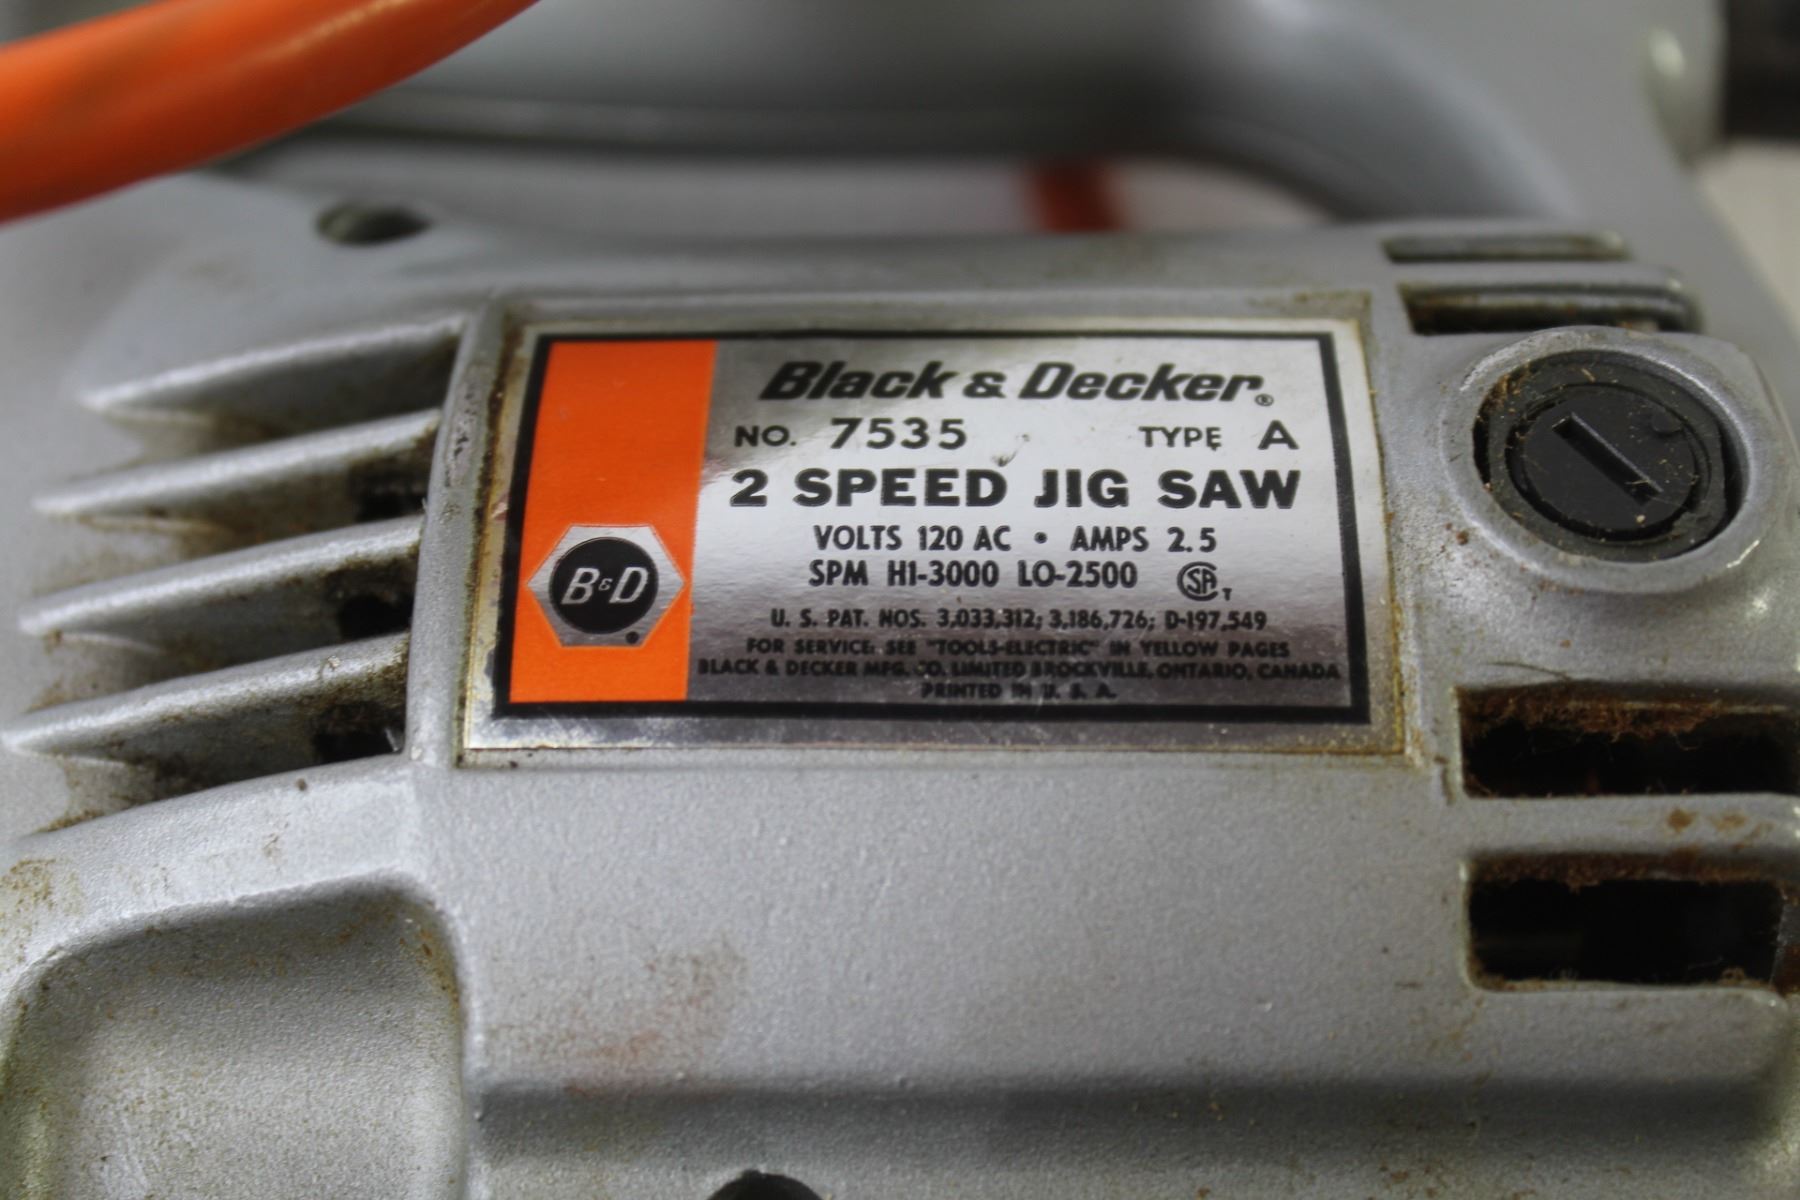 Black & Decker®
NO. 7535 TYPE A
2 SPEED JIG SAW
VOLTS 120 AC • AMPS 2.5
SPM HI-3000 LO-2500 CSA T
B&D
U. S. PAT. NOS. 3,033,312; 3,186,726; D-197,549
FOR SERVICE: SEE "TOOLS-ELECTRIC" IN YELLOW PAGES
BLACK & DECKER MFG. CO. LIMITED BROCKVILLE, ONTARIO, CANADA
PRINTED IN U. S. A.